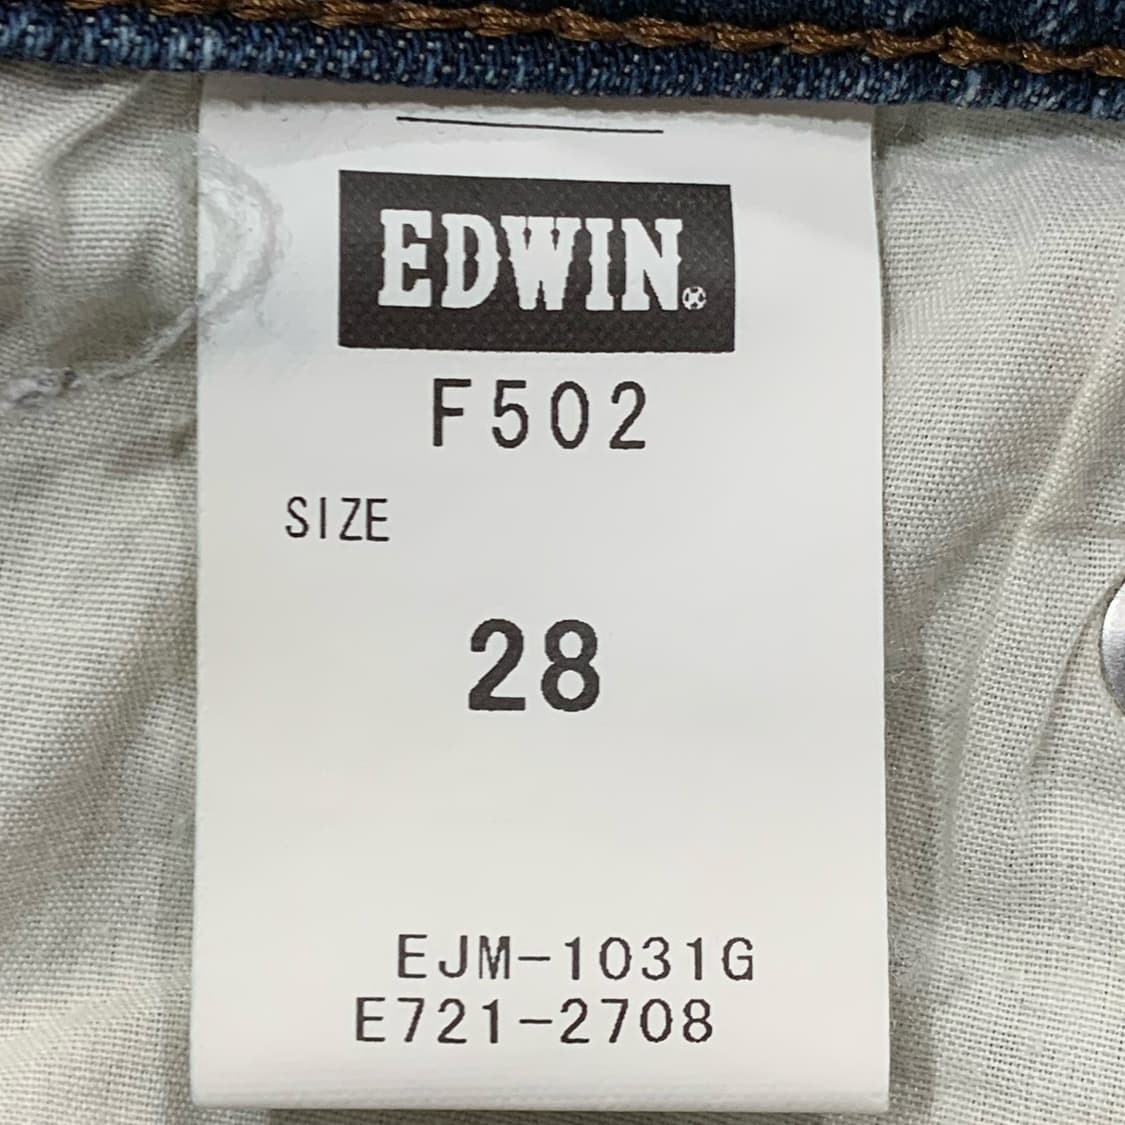 EDWIN
F502
SIZE
28
EJM-1031G
E721-2708